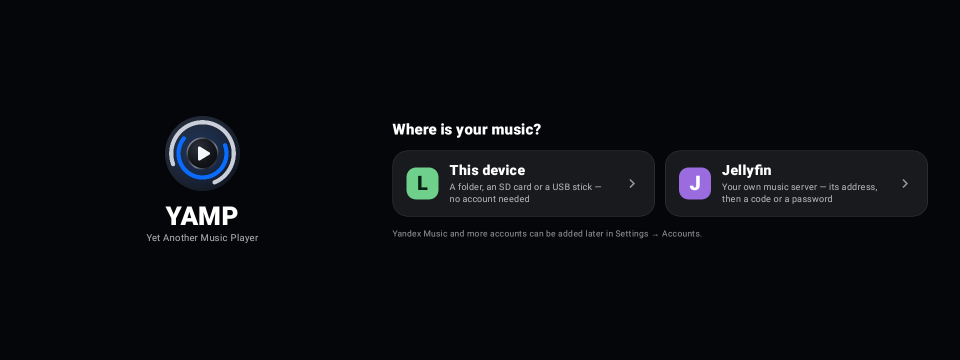 YAMP
Yet Another Music Player
Where is your music?
L
This device
A folder, an SD card or a USB stick —
no account needed
J
Jellyfin
Your own music server — its address,
then a code or a password
Yandex Music and more accounts can be added later in Settings → Accounts.